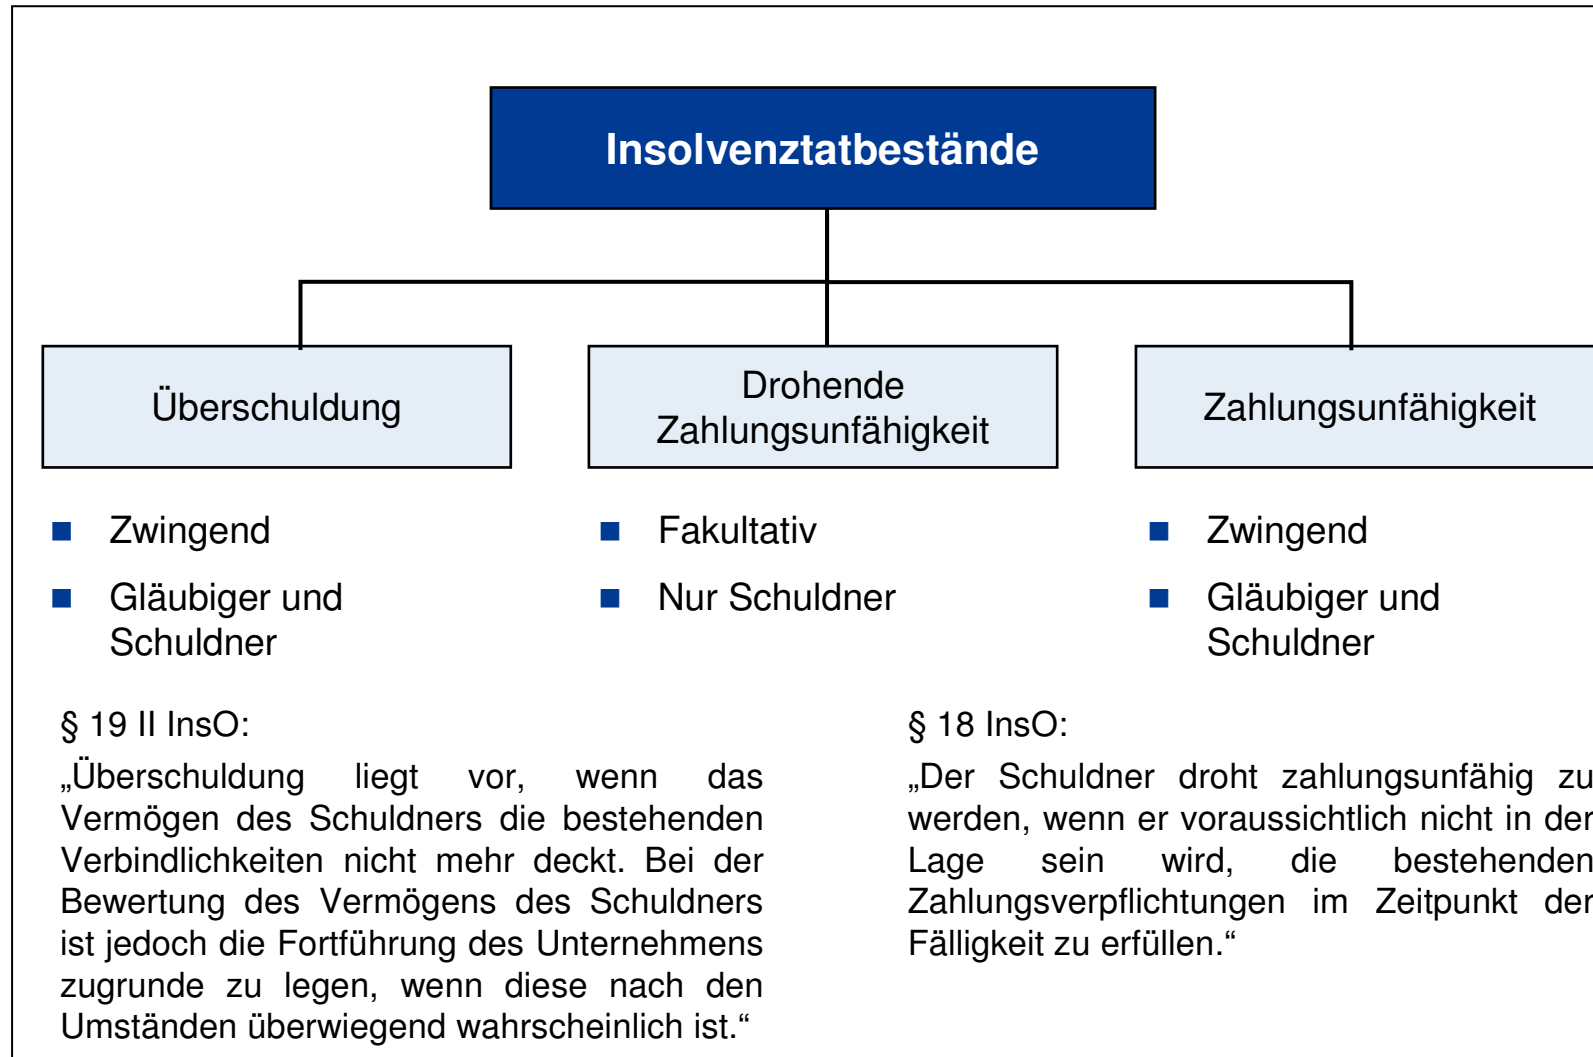 Insolvenztatbestände
Überschuldung
Drohende
Zahlungsunfähigkeit
Zahlungsunfähigkeit
Zwingend
Gläubiger und
Schuldner
Fakultativ
Nur Schuldner
Zwingend
Gläubiger und
Schuldner
§ 19 II InsO:
„Überschuldung liegt vor, wenn das
Vermögen des Schuldners die bestehenden
Verbindlichkeiten nicht mehr deckt. Bei der
Bewertung des Vermögens des Schuldners
ist jedoch die Fortführung des Unternehmens
zugrunde zu legen, wenn diese nach den
Umständen überwiegend wahrscheinlich ist.“
§ 18 InsO:
„Der Schuldner droht zahlungsunfähig zu
werden, wenn er voraussichtlich nicht in der
Lage sein wird, die bestehenden
Zahlungsverpflichtungen im Zeitpunkt der
Fälligkeit zu erfüllen.“